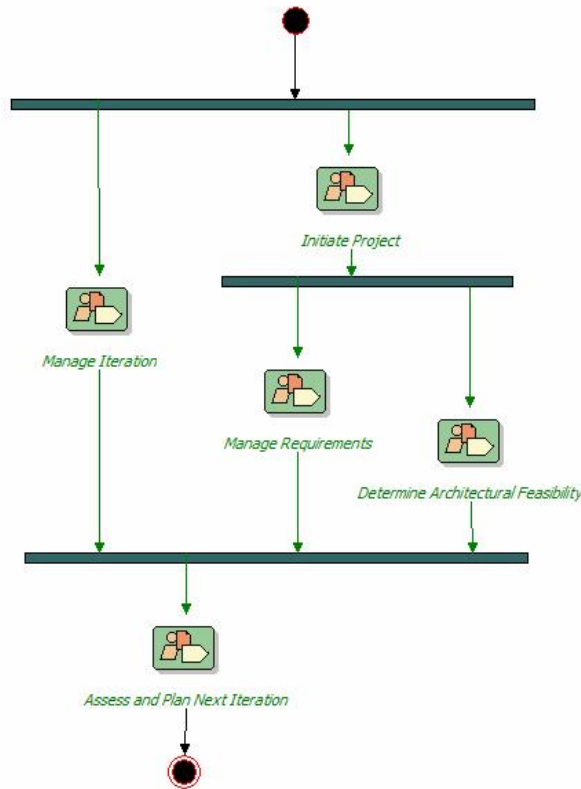 Initiate Project
Manage Iteration
Manage Requirements
Determine Architectural Feasibility
Assess and Plan Next Iteration